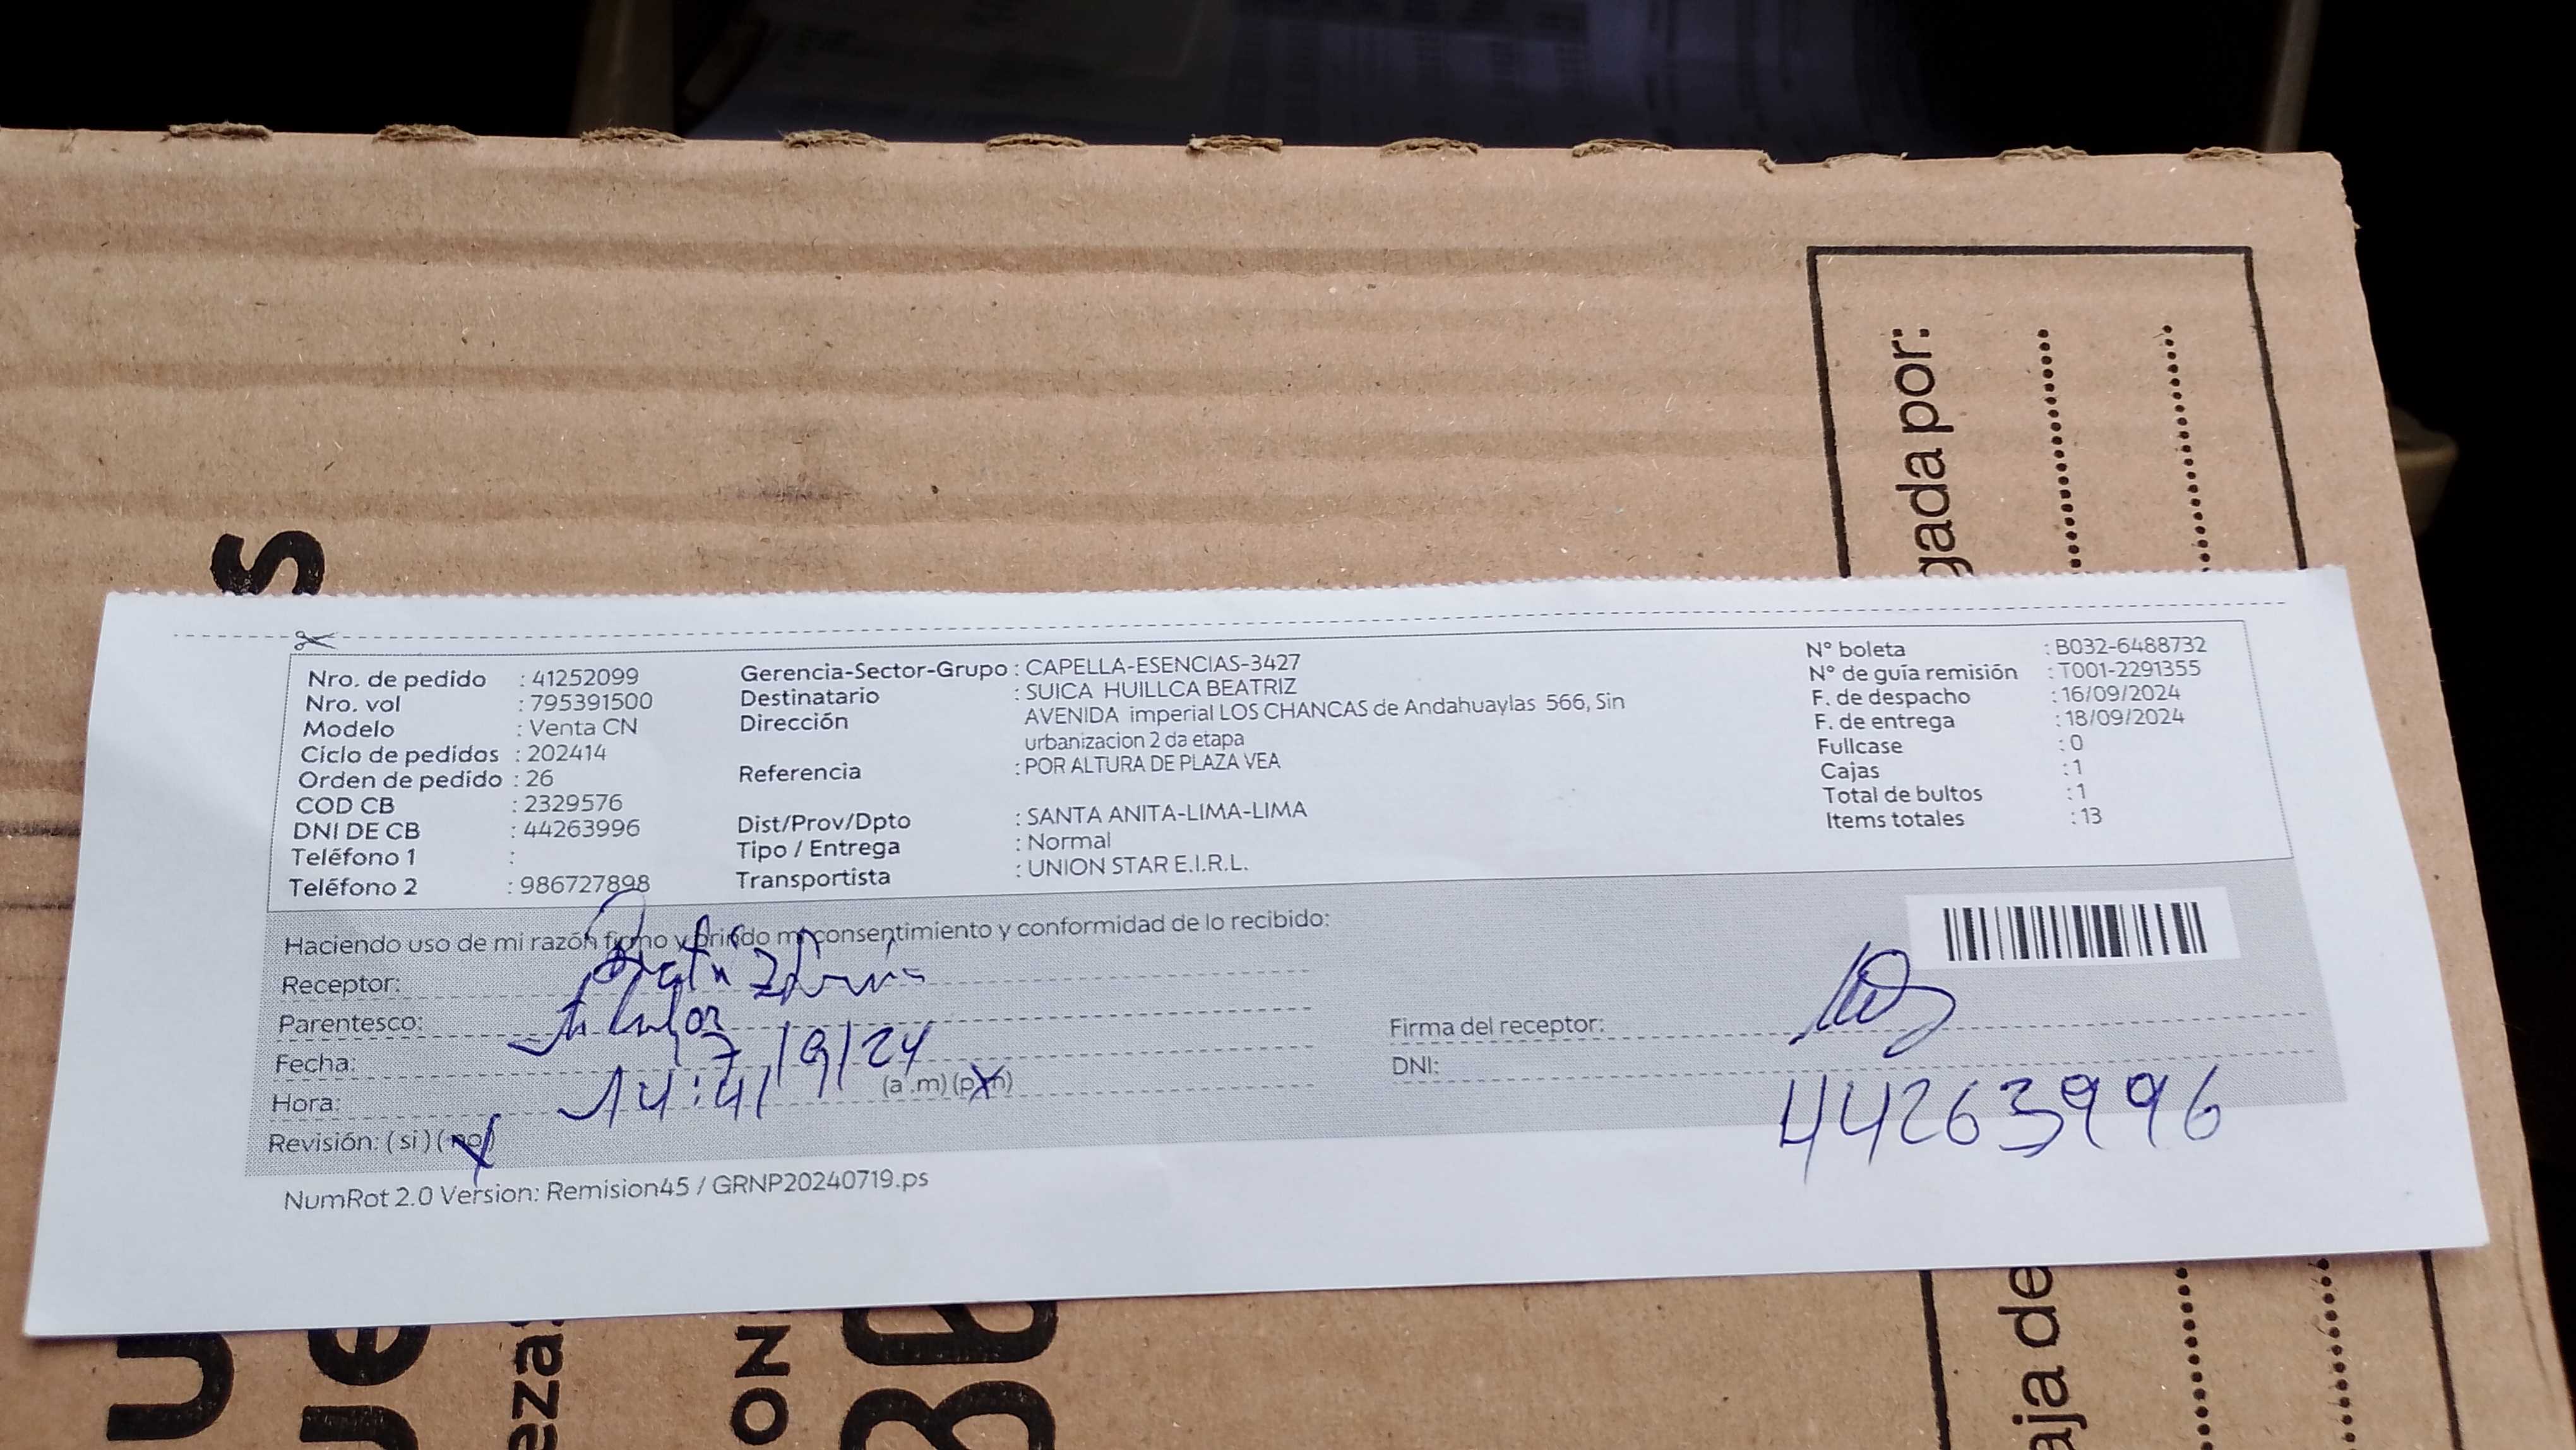 gada por:
s
Nro. de pedido : 41252099
Nro. vol : 795391500
Modelo : Venta CN
Ciclo de pedidos : 202414
Orden de pedido : 26
COD CB : 2329576
DNI DE CB : 44263996
Teléfono 1 :
Teléfono 2 : 986727898
Gerencia-Sector-Grupo : CAPELLA-ESENCIAS-3427
Destinatario : SUICA HUILLCA BEATRIZ
Dirección AVENIDA imperial LOS CHANCAS de Andahuaylas 566, Sin
urbanizacion 2 da etapa
Referencia : POR ALTURA DE PLAZA VEA
Dist/Prov/Dpto : SANTA ANITA-LIMA-LIMA
Tipo / Entrega : Normal
Transportista : UNION STAR E.I.R.L.
N° boleta : B032-6488732
N° de guía remisión : T001-2291355
F. de despacho : 16/09/2024
F. de entrega : 18/09/2024
Fullcase : 0
Cajas : 1
Total de bultos : 1
Items totales : 13
Haciendo uso de mi razón firmo y brindo mi consentimiento y conformidad de lo recibido:
Receptor:
Parentesco: titular
Fecha: 17/9/24
Hora: 14:41 (a.m) (p.m)
Revisión: (si) (no)
Firma del receptor:
DNI: 44263996
NumRot 2.0 Version: Remision45 / GRNP20240719.ps
eza
ON
aja de